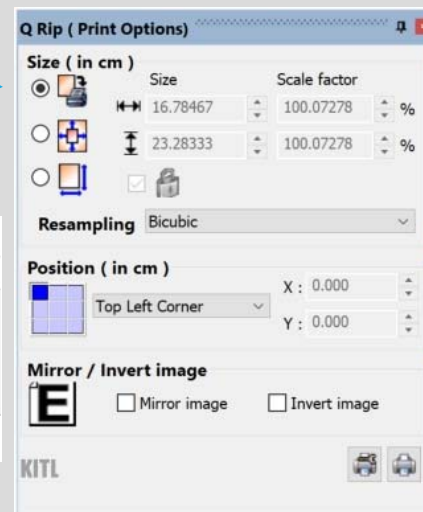 Q Rip ( Print Options)
Size ( in cm )
Size Scale factor
16.78467 100.07278 %
23.28333 100.07278 %
Resampling Bicubic
Position ( in cm )
Top Left Corner
X : 0.000
Y : 0.000
Mirror / Invert image
E Mirror image Invert image
KITL